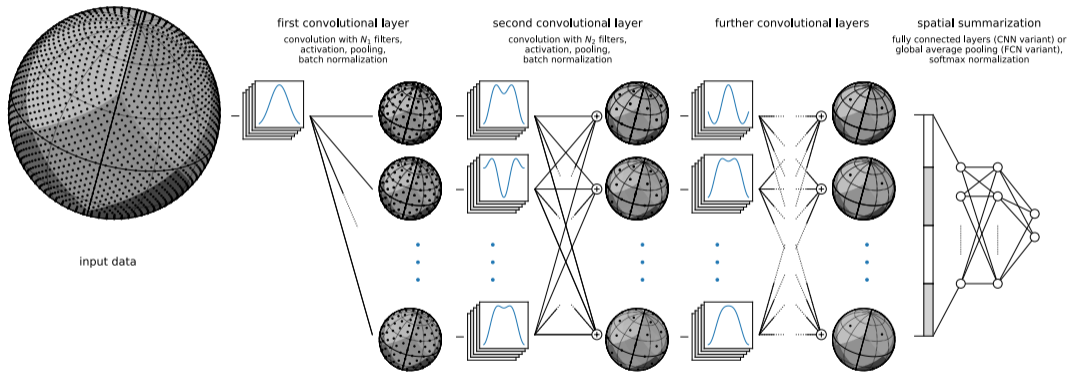 first convolutional layer
convolution with N₁ filters,
activation, pooling,
batch normalization
second convolutional layer
convolution with N₂ filters,
activation, pooling,
batch normalization
further convolutional layers
spatial summarization
fully connected layers (CNN variant) or
global average pooling (FCN variant),
softmax normalization
input data